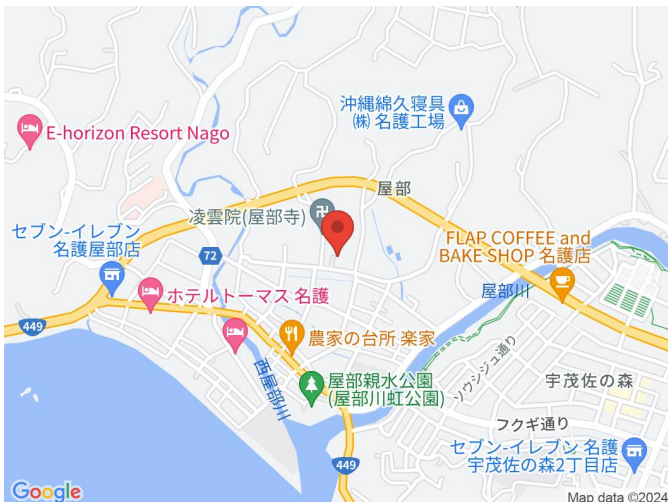 沖縄綿久寝具
㈱ 名護工場
E-horizon Resort Nago
屋部
凌雲院(屋部寺)
セブン-イレブン
名護屋部店
72
FLAP COFFEE and
BAKE SHOP 名護店
ホテルトーマス 名護
屋部川
449
農家の台所 楽家
ソウシジュ通り
西屋部川
屋部親水公園
(屋部川虹公園)
宇茂佐の森
フクギ通り
セブン-イレブン 名護
宇茂佐の森2丁目店
449
Google
Map data ©2024